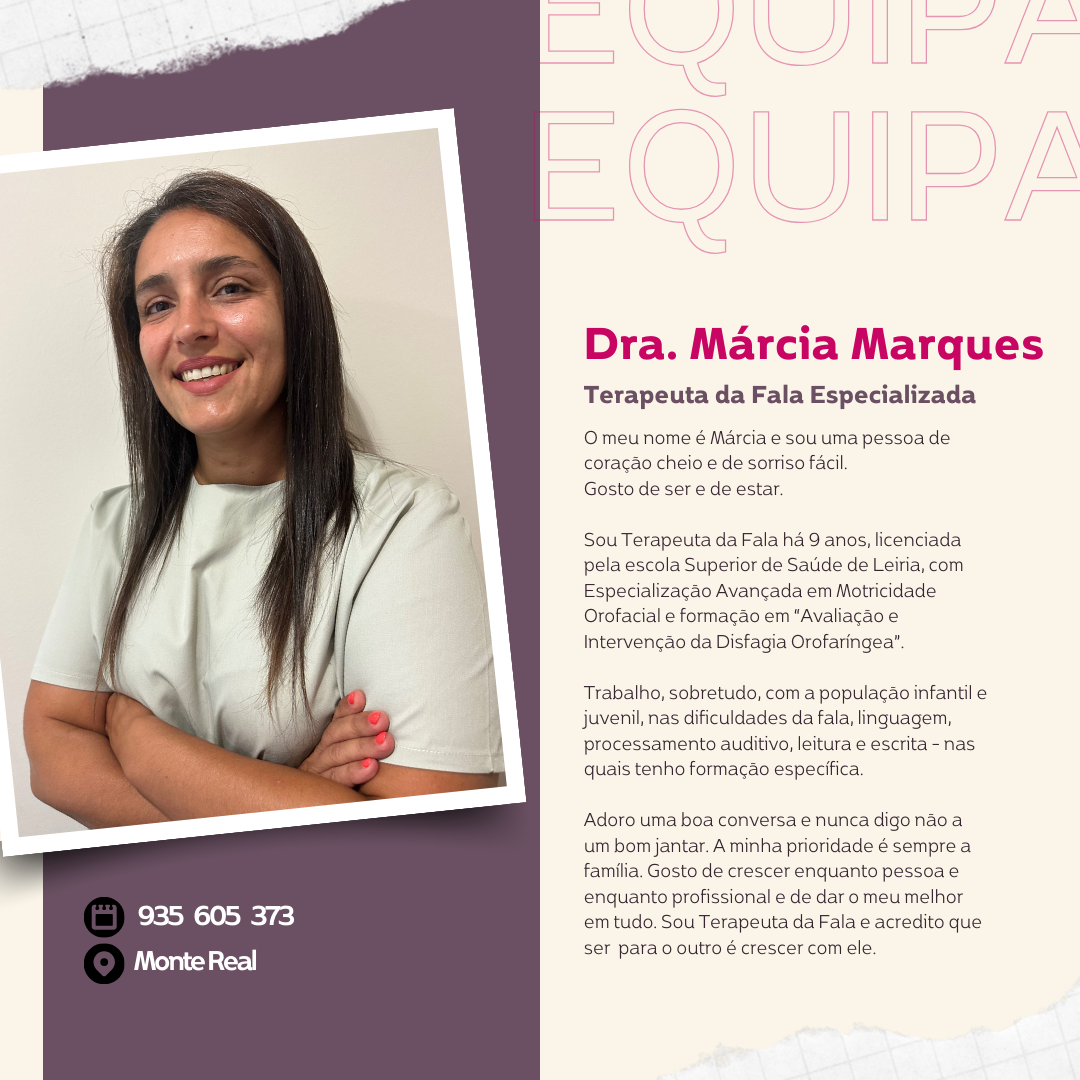 EQUIPA
EQUIPA
Dra. Márcia Marques
Terapeuta da Fala Especializada
O meu nome é Márcia e sou uma pessoa de
coração cheio e de sorriso fácil.
Gosto de ser e de estar.
Sou Terapeuta da Fala há 9 anos, licenciada
pela escola Superior de Saúde de Leiria, com
Especialização Avançada em Motricidade
Orofacial e formação em "Avaliação e
Intervenção da Disfagia Orofaríngea".
Trabalho, sobretudo, com a população infantil e
juvenil, nas dificuldades da fala, linguagem,
processamento auditivo, leitura e escrita - nas
quais tenho formação específica.
Adoro uma boa conversa e nunca digo não a
um bom jantar. A minha prioridade é sempre a
família. Gosto de crescer enquanto pessoa e
enquanto profissional e de dar o meu melhor
em tudo. Sou Terapeuta da Fala e acredito que
ser para o outro é crescer com ele.
935 605 373
Monte Real